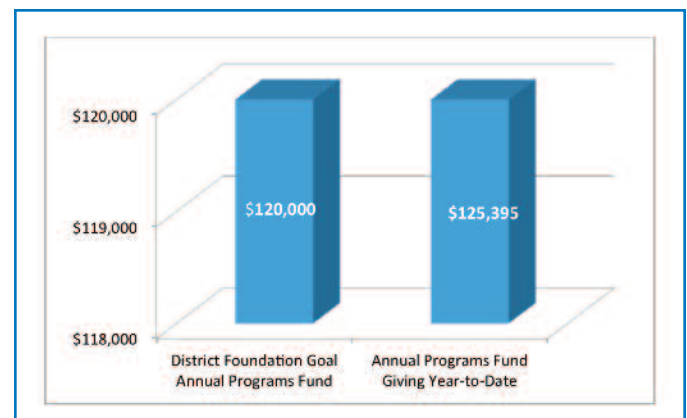 $120,000
$119,000
$118,000
$120,000
$125,395
District Foundation Goal
Annual Programs Fund
Annual Programs Fund
Giving Year-to-Date